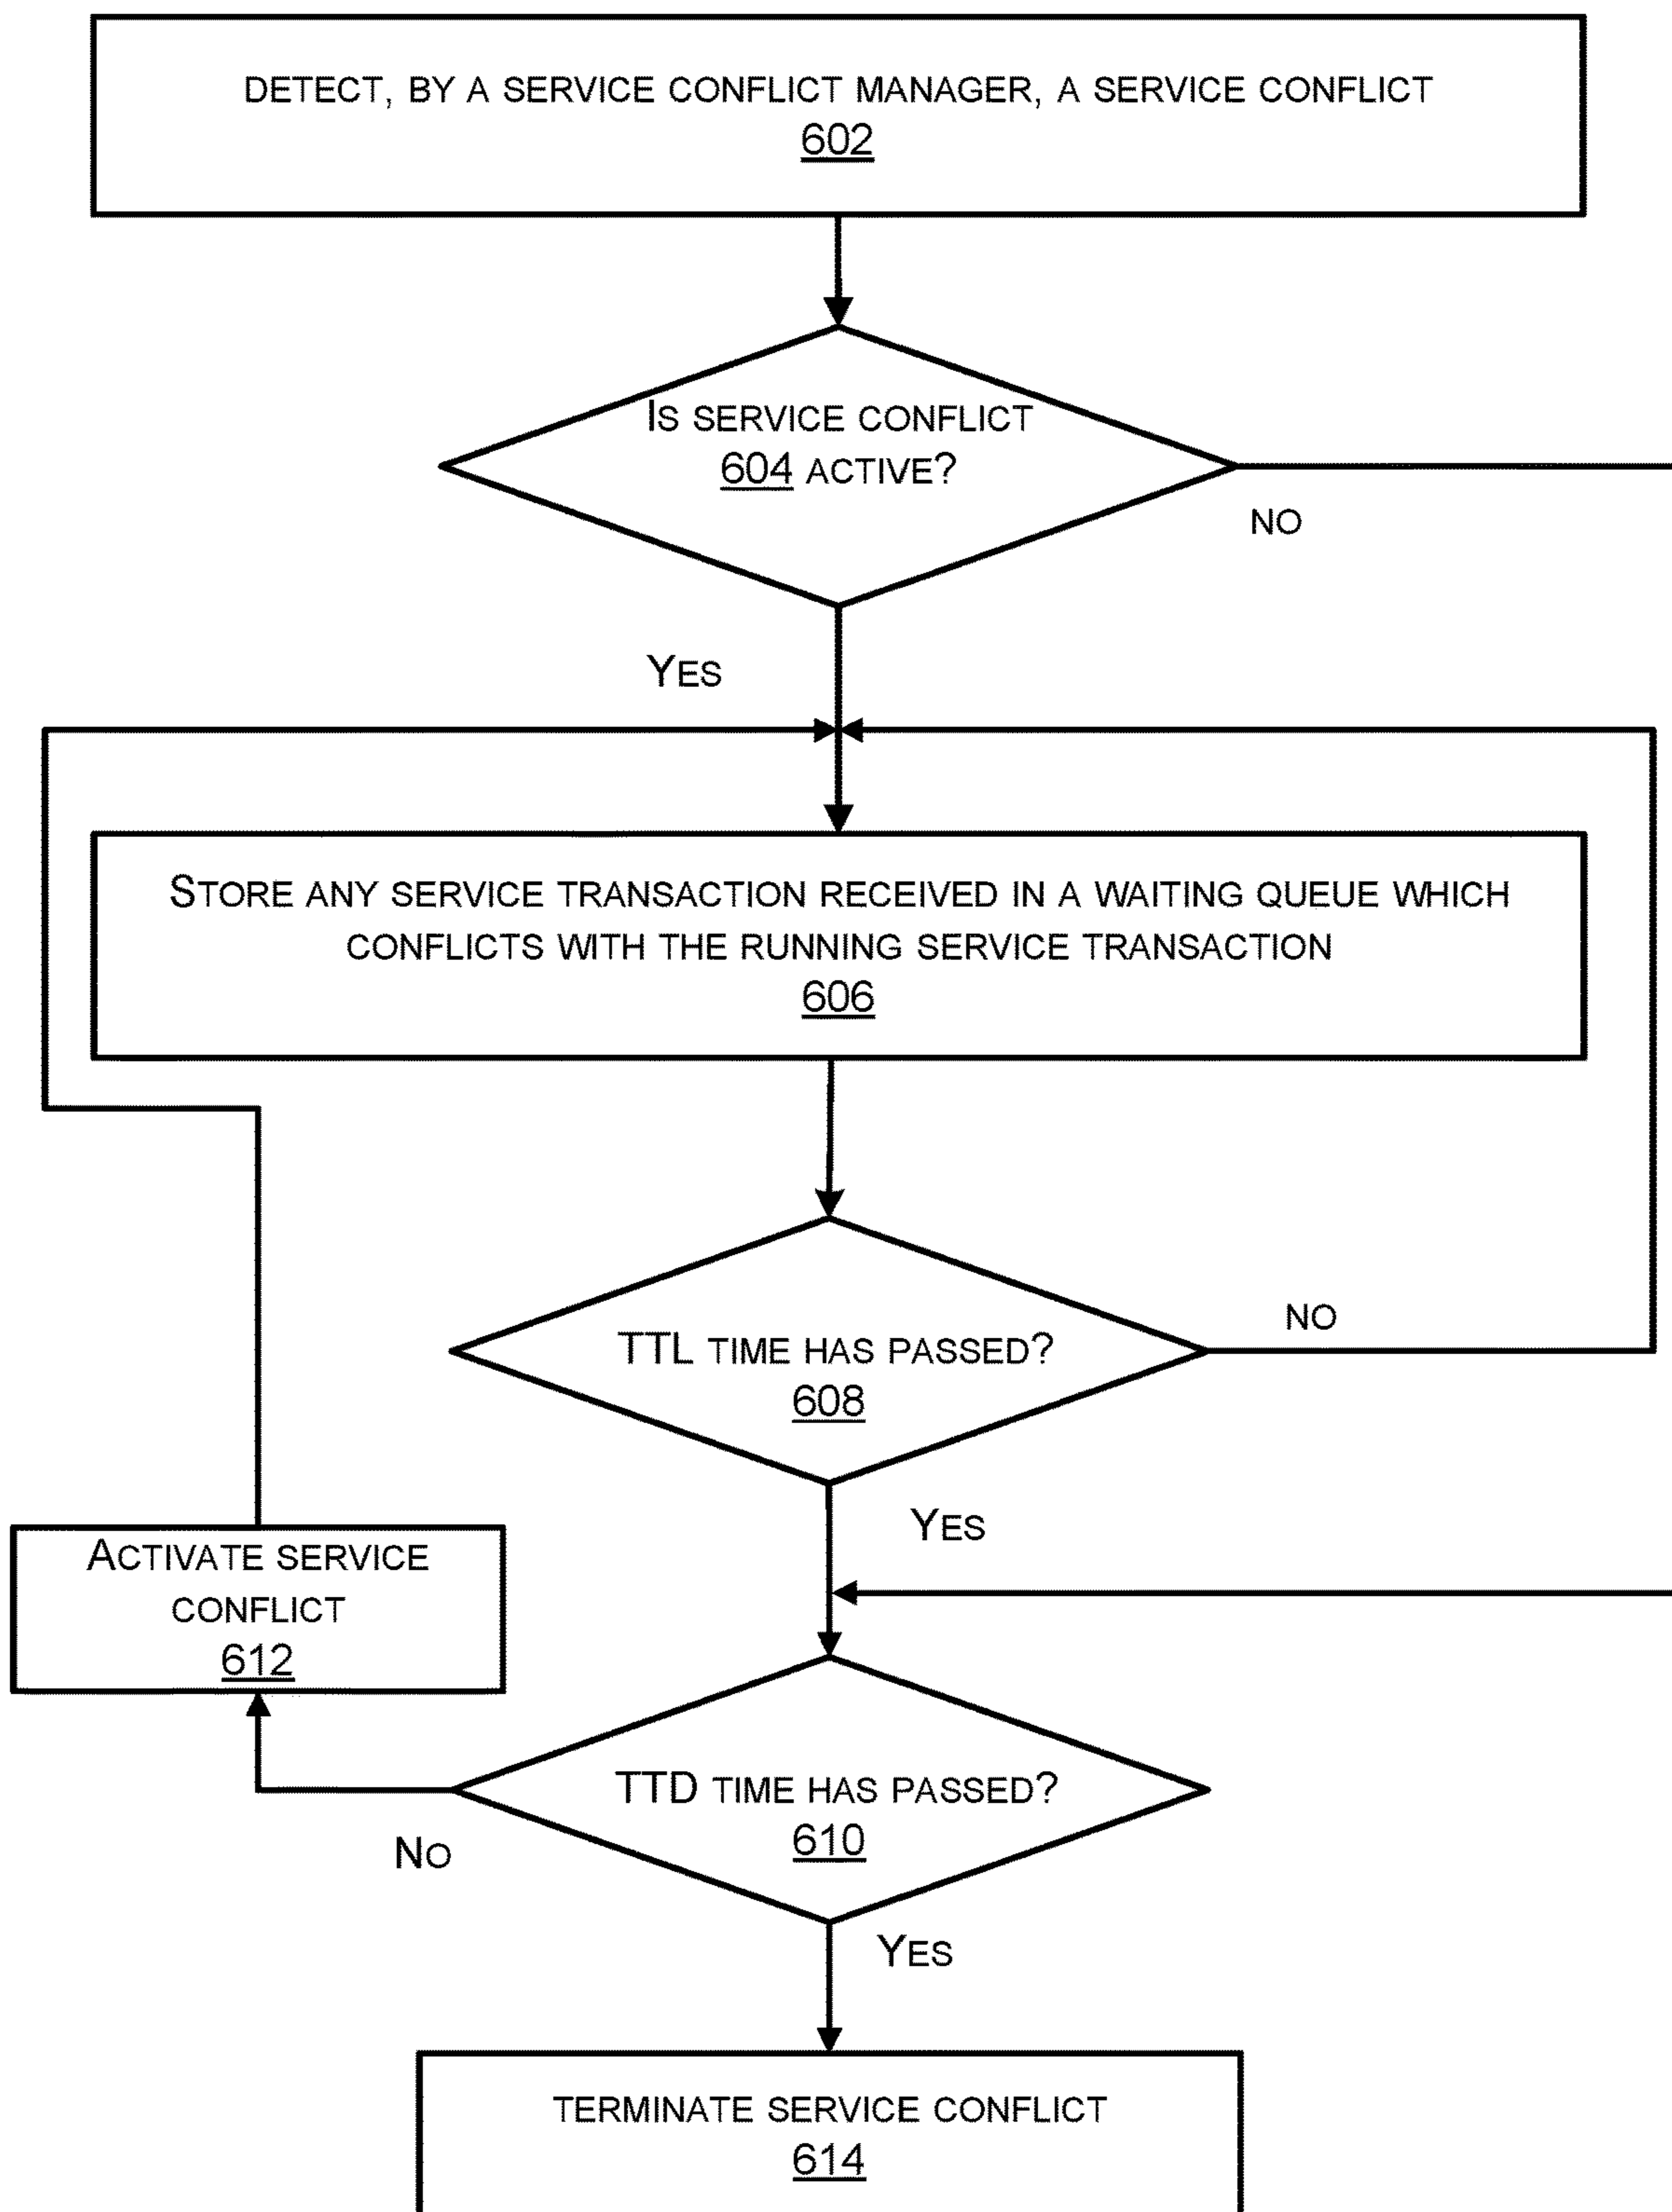 DETECT, BY A SERVICE CONFLICT MANAGER, A SERVICE CONFLICT
602
IS SERVICE CONFLICT
604 ACTIVE?
NO
YES
STORE ANY SERVICE TRANSACTION RECEIVED IN A WAITING QUEUE WHICH
CONFLICTS WITH THE RUNNING SERVICE TRANSACTION
606
TTL TIME HAS PASSED?
608
NO
YES
ACTIVATE SERVICE
CONFLICT
612
TTD TIME HAS PASSED?
610
NO
YES
TERMINATE SERVICE CONFLICT
614